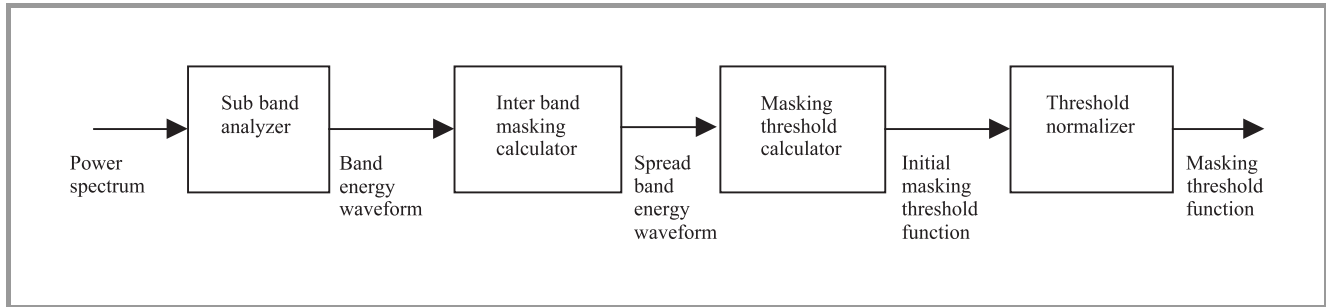 Sub band
analyzer
Inter band
masking
calculator
Masking
threshold
calculator
Threshold
normalizer
Power
spectrum
Band
energy
waveform
Spread
band
energy
waveform
Initial
masking
threshold
function
Masking
threshold
function